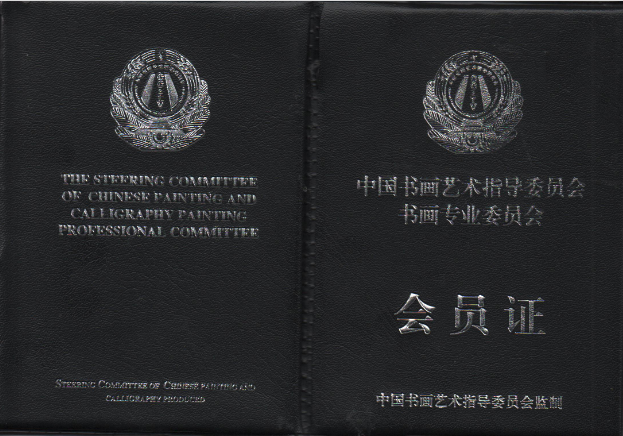 THE STEERING COMMITTEE
OF CHINESE PAINTING AND
CALLIGRAPHY PAINTING
PROFESSIONAL COMMITTEE
STEERING COMMITTEE OF CHINESE PAINTING AND
CALLIGRAPHY PRODUCED
中国书画艺术指导委员会
书画专业委员会
会员证
中国书画艺术指导委员会监制